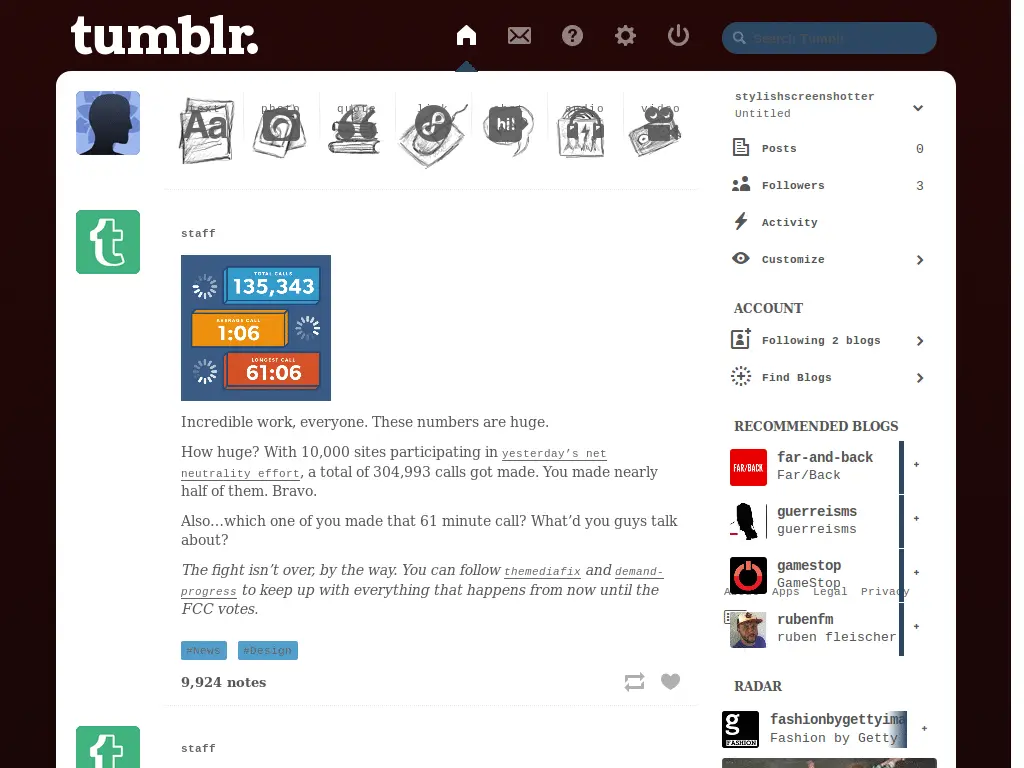 tumblr.
Search Tumblr
text photo quote link chat audio video
Aa
hi!
stylishscreenshotter
Untitled
Posts 0
Followers 3
Activity
Customize
ACCOUNT
Following 2 blogs
Find Blogs
RECOMMENDED BLOGS
FAR/BACK
far-and-back
Far/Back
+
guerreisms
guerreisms
+
gamestop
GameStop
+
About Apps Legal Privacy
rubenfm
ruben fleischer
+
RADAR
g
FASHION
fashionbygettyima
Fashion by Getty
+
staff
TOTAL CALLS
135,343
AVERAGE CALL
1:06
LONGEST CALL
61:06
Incredible work, everyone. These numbers are huge.
How huge? With 10,000 sites participating in yesterday's net
neutrality effort, a total of 304,993 calls got made. You made nearly
half of them. Bravo.
Also…which one of you made that 61 minute call? What'd you guys talk
about?
The fight isn't over, by the way. You can follow themediafix and demand-
progress to keep up with everything that happens from now until the
FCC votes.
#News #Design
9,924 notes
staff